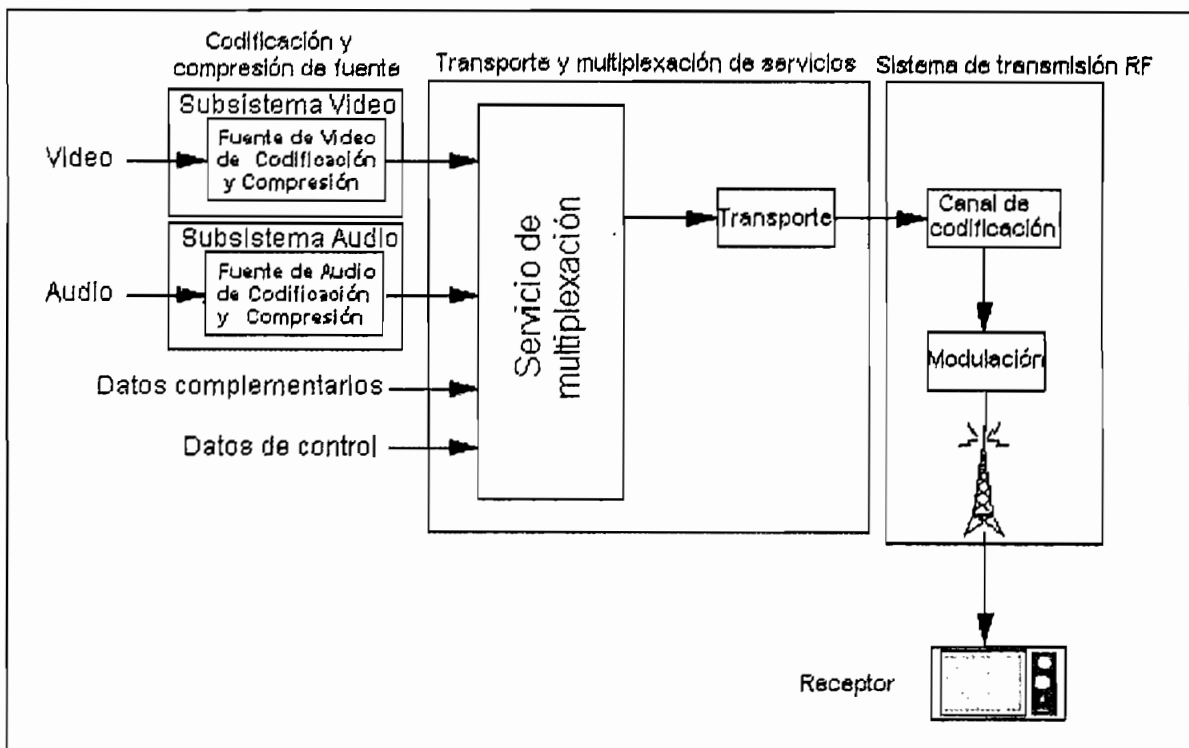 Codificación y
compresión de fuente
Transporte y multiplexación de servicios
Sistema de transmisión RF
Subsistema Video
Fuente de Video
de Codificación
y Compresión
Video
Subsistema Audio
Fuente de Audio
de Codificación
y Compresión
Audio
Datos complementarios
Datos de control
Servicio de
multiplexación
Transporte
Canal de
codificación
Modulación
Receptor